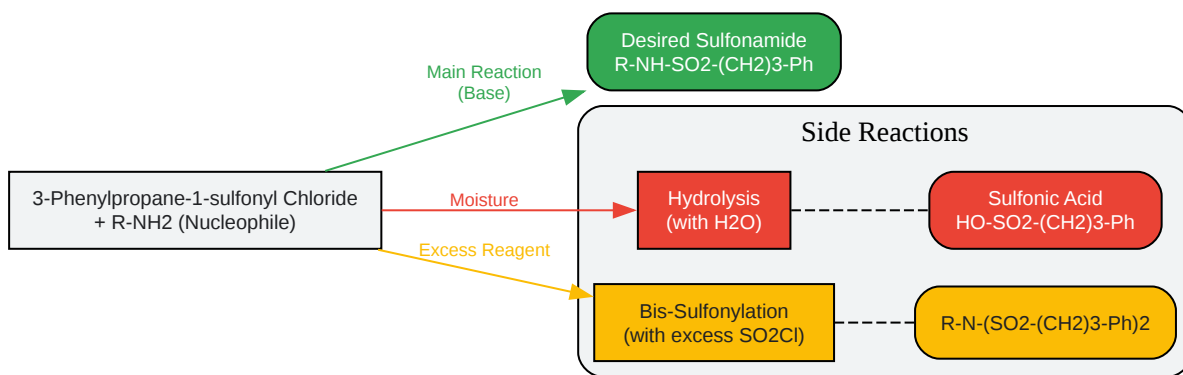 Desired Sulfonamide
R-NH-SO2-(CH2)3-Ph
Main Reaction
(Base)
Side Reactions
3-Phenylpropane-1-sulfonyl Chloride
+ R-NH2 (Nucleophile)
Moisture
Hydrolysis
(with H2O)
Sulfonic Acid
HO-SO2-(CH2)3-Ph
Excess Reagent
Bis-Sulfonylation
(with excess SO2Cl)
R-N-(SO2-(CH2)3-Ph)2